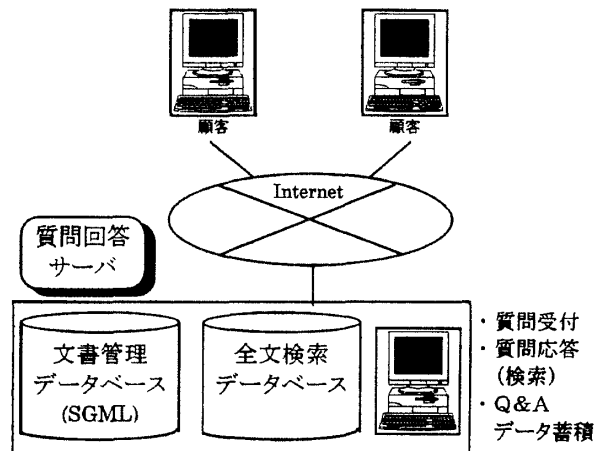 顧客
顧客
Internet
質問回答
サーバ
文書管理
データベース
(SGML)
全文検索
データベース
・質問受付
・質問応答
(検索)
・Q&A
データ蓄積